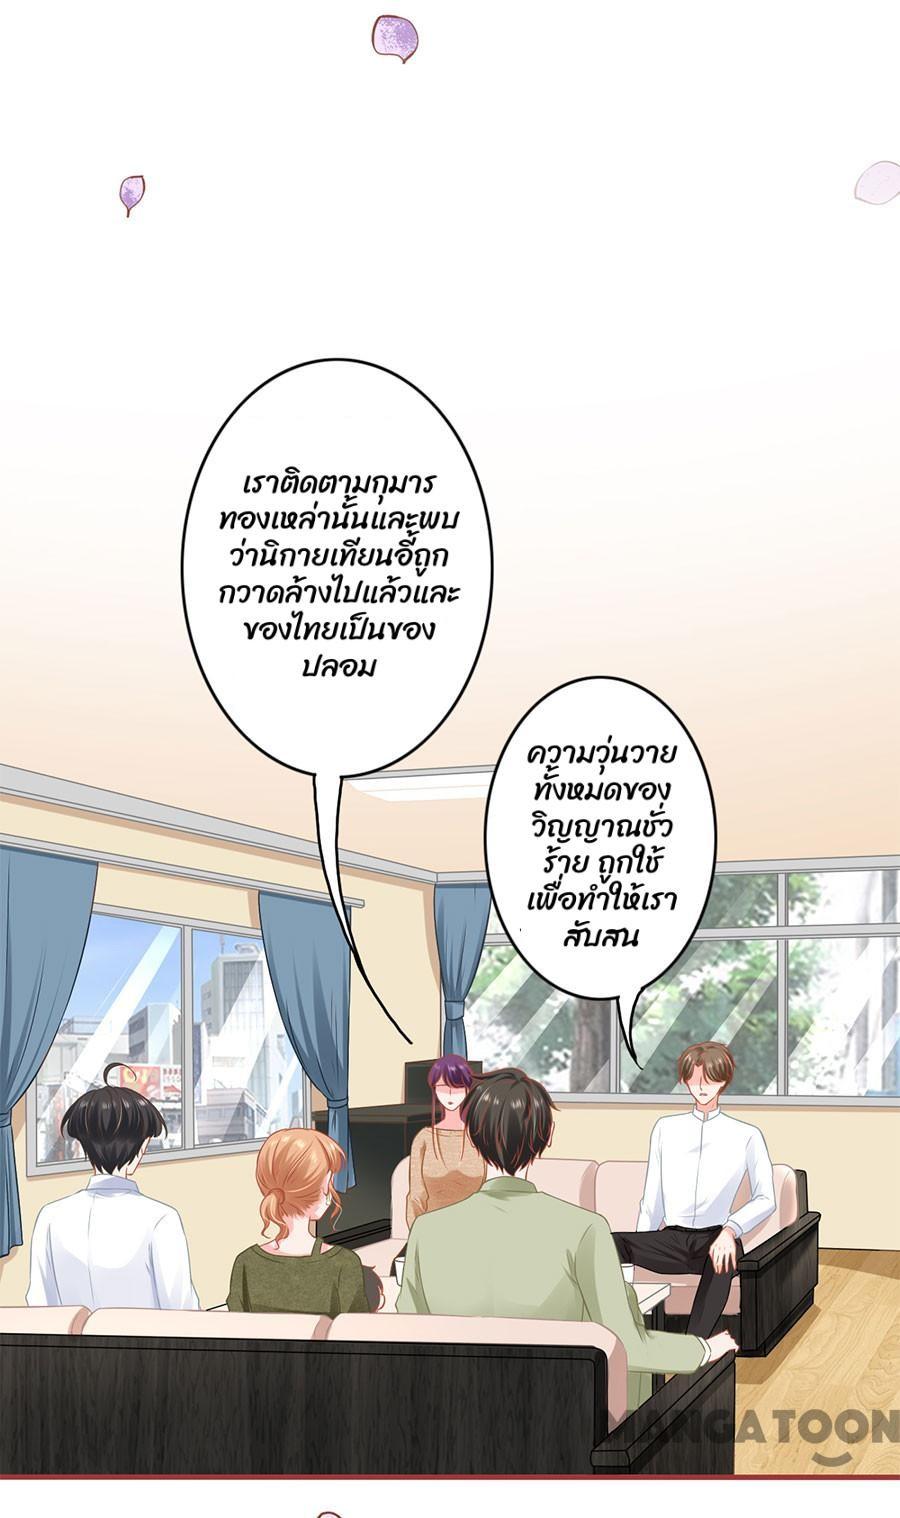 เราติดตามกุมาร
ทองเหล่านั้นและพบ
ว่านิกายเทียนอี้ถูก
กวาดล้างไปแล้วและ
ของไทยเป็นของ
ปลอม
ความวุ่นวาย
ทั้งหมดของ
วิญญาณชั่ว
ร้าย ถูกใช้
เพื่อทำให้เรา
สับสน
MANGATOON